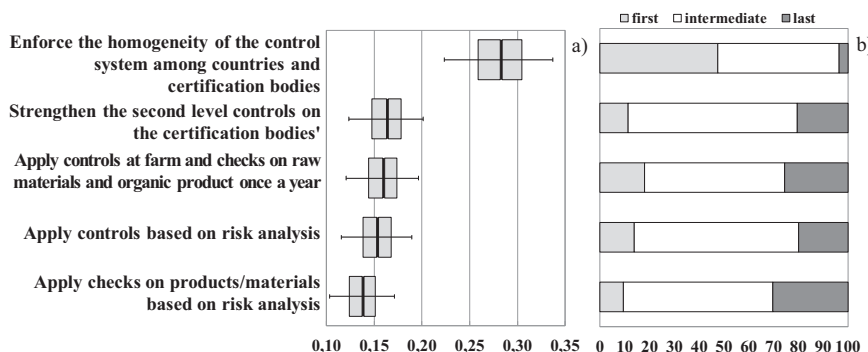 first intermediate last
Enforce the homogeneity of the control
system among countries and
certification bodies
a)
b)
Strengthen the second level controls on
the certification bodies'
Apply controls at farm and checks on raw
materials and organic product once a year
Apply controls based on risk analysis
Apply checks on products/materials
based on risk analysis
0,10 0,15 0,20 0,25 0,30 0,35
0 10 20 30 40 50 60 70 80 90 100